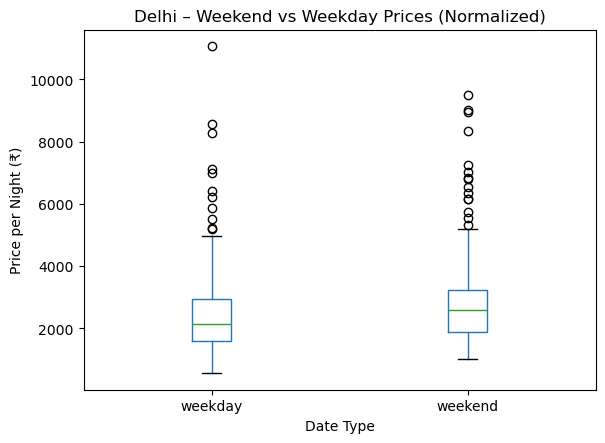 Delhi – Weekend vs Weekday Prices (Normalized)
Price per Night (₹)
10000
8000
6000
4000
2000
weekday weekend
Date Type